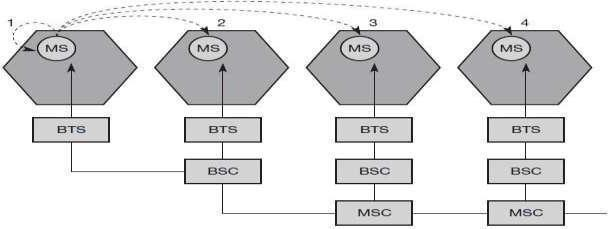 1 2 3 4
MS MS MS MS
BTS BTS BTS BTS
BSC BSC BSC
MSC MSC